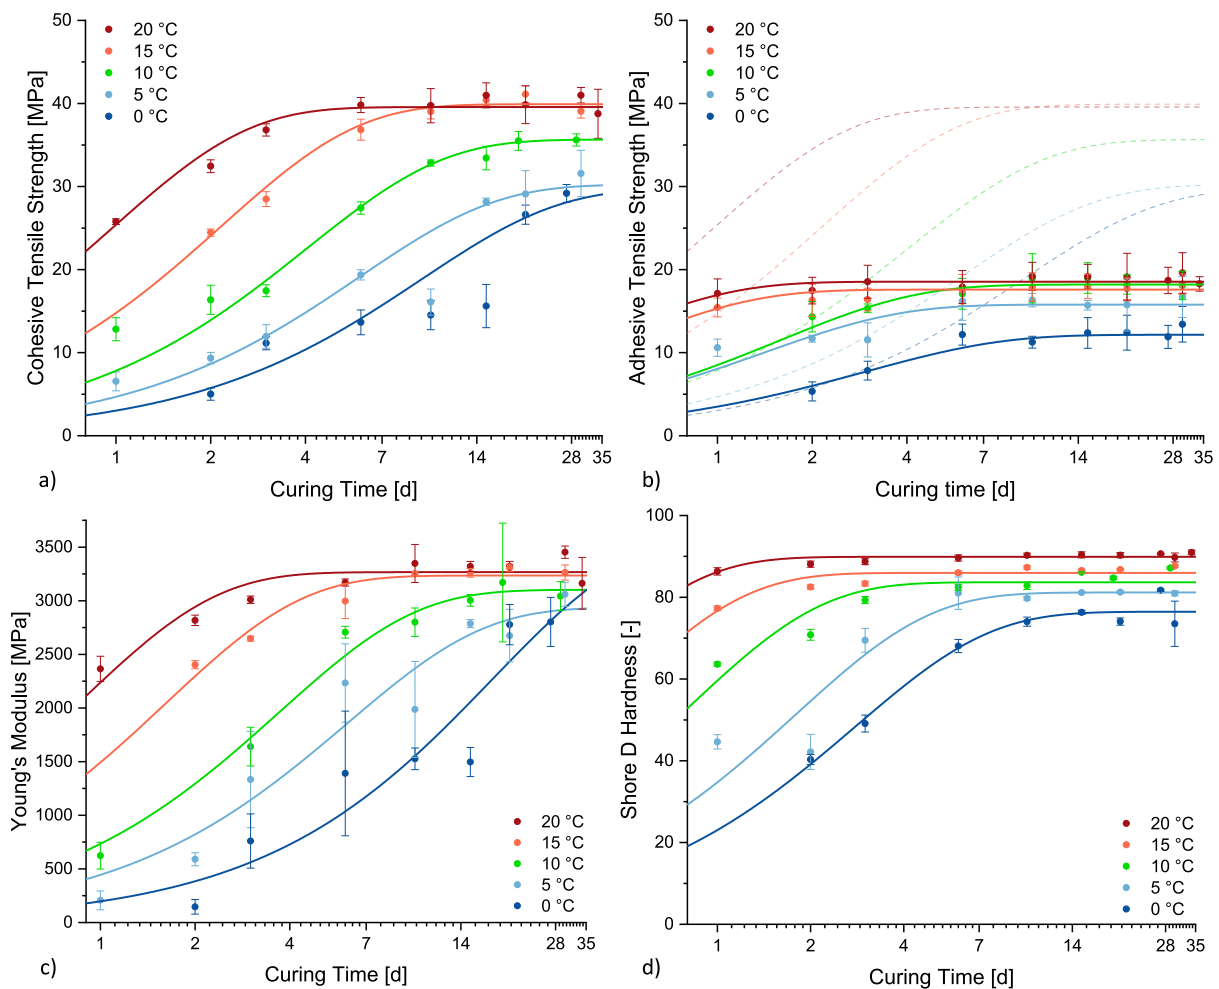 50
40
30
20
10
0
Cohesive Tensile Strength [MPa]
20 °C
15 °C
10 °C
5 °C
0 °C
1 2 4 7 14 28 35
a)
Curing Time [d]
50
40
30
20
10
0
Adhesive Tensile Strength [MPa]
20 °C
15 °C
10 °C
5 °C
0 °C
1 2 4 7 14 28 35
b)
Curing time [d]
3500
3000
2500
2000
1500
1000
500
0
Young's Modulus [MPa]
20 °C
15 °C
10 °C
5 °C
0 °C
1 2 4 7 14 28 35
c)
Curing Time [d]
100
80
60
40
20
0
Shore D Hardness [-]
20 °C
15 °C
10 °C
5 °C
0 °C
1 2 4 7 14 28 35
d)
Curing Time [d]